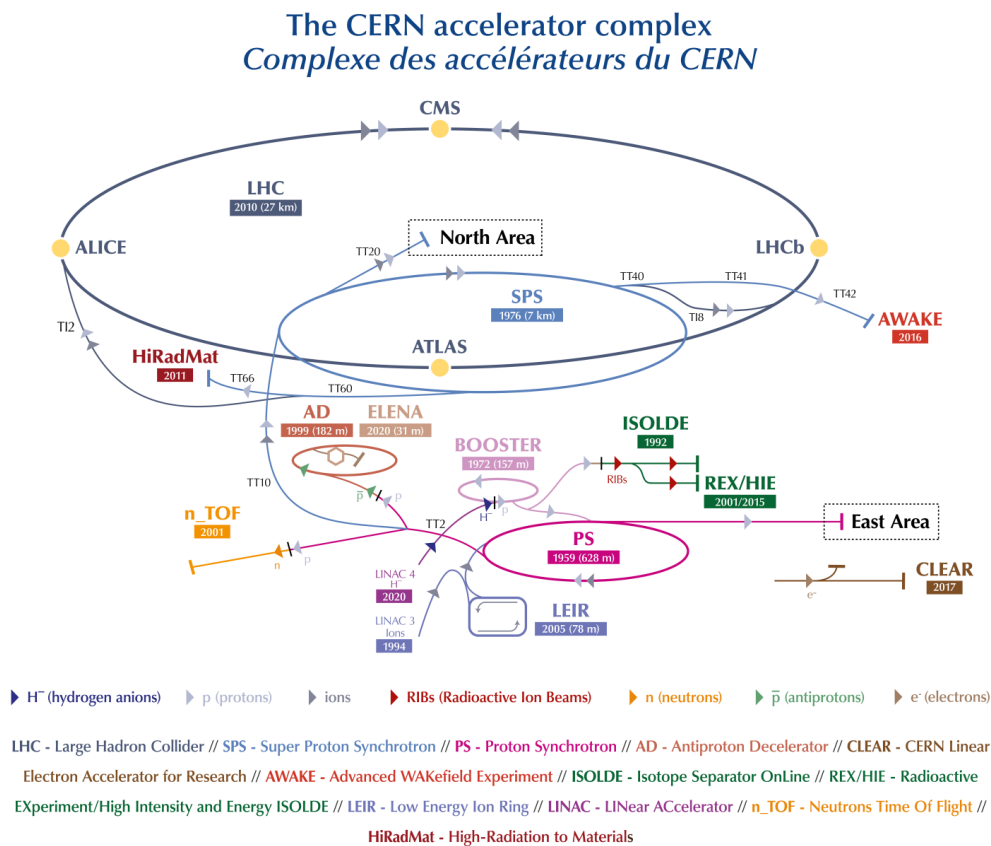 The CERN accelerator complex
Complexe des accélérateurs du CERN
CMS
LHC
2010 (27 km)
ALICE
TT20
North Area
LHCb
SPS
1976 (7 km)
TT40
TT41
TT42
TI8
AWAKE
2016
TI2
ATLAS
HiRadMat
2011
TT66
TT60
AD
1999 (182 m)
ELENA
2020 (31 m)
ISOLDE
1992
BOOSTER
1972 (157 m)
RIBs
REX/HIE
2001/2015
TT10
p̅
p
H⁻
p
n_TOF
2001
TT2
East Area
PS
1959 (628 m)
n
p
LINAC 4
H⁻
2020
CLEAR
2017
e⁻
LEIR
2005 (78 m)
LINAC 3
Ions
1994
H⁻ (hydrogen anions)
p (protons)
ions
RIBs (Radioactive Ion Beams)
n (neutrons)
p̅ (antiprotons)
e⁻ (electrons)
LHC - Large Hadron Collider // SPS - Super Proton Synchrotron // PS - Proton Synchrotron // AD - Antiproton Decelerator // CLEAR - CERN Linear
Electron Accelerator for Research // AWAKE - Advanced WAKefield Experiment // ISOLDE - Isotope Separator OnLine // REX/HIE - Radioactive
EXperiment/High Intensity and Energy ISOLDE // LEIR - Low Energy Ion Ring // LINAC - LINear ACcelerator // n_TOF - Neutrons Time Of Flight //
HiRadMat - High-Radiation to Materials